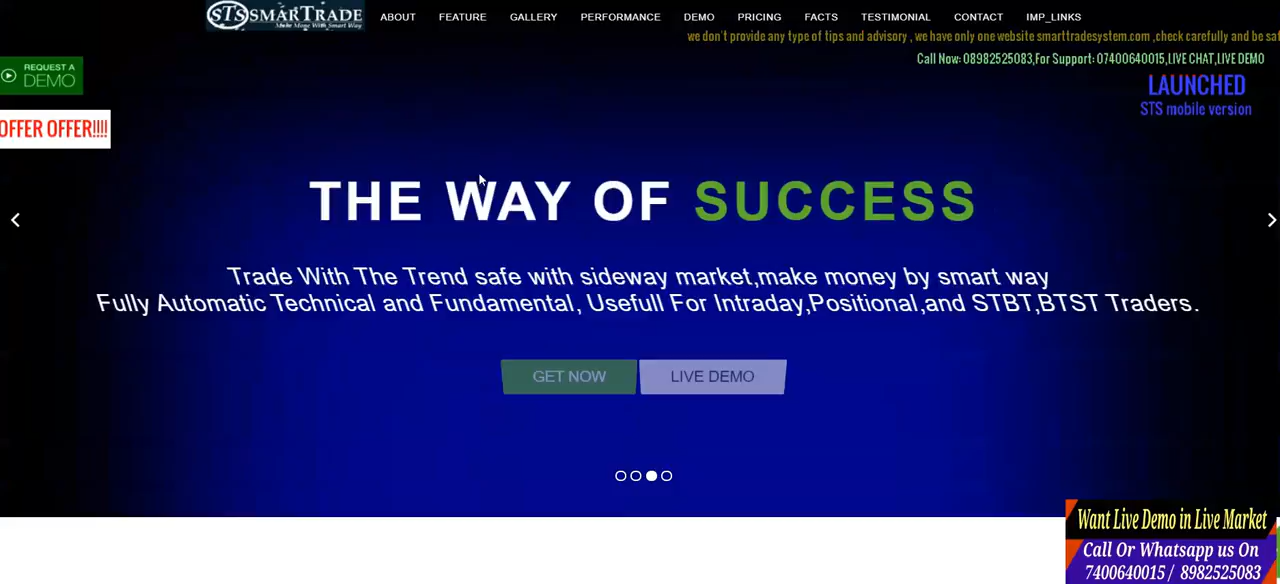 STS SMARTRADE
Make Money With Smart Way
ABOUT FEATURE GALLERY PERFORMANCE DEMO PRICING FACTS TESTIMONIAL CONTACT IMP_LINKS
we don't provide any type of tips and advisory , we have only one website smarttradesystem.com ,check carefully and be saf
Call Now: 08982525083,For Support: 07400640015,LIVE CHAT,LIVE DEMO
REQUEST A
DEMO
LAUNCHED
STS mobile version
OFFER OFFER!!!!
THE WAY OF SUCCESS
Trade With The Trend safe with sideway market,make money by smart way
Fully Automatic Technical and Fundamental, Usefull For Intraday,Positional,and STBT,BTST Traders.
GET NOW LIVE DEMO
Want Live Demo in Live Market
Call Or Whatsapp us On
7400640015 / 8982525083